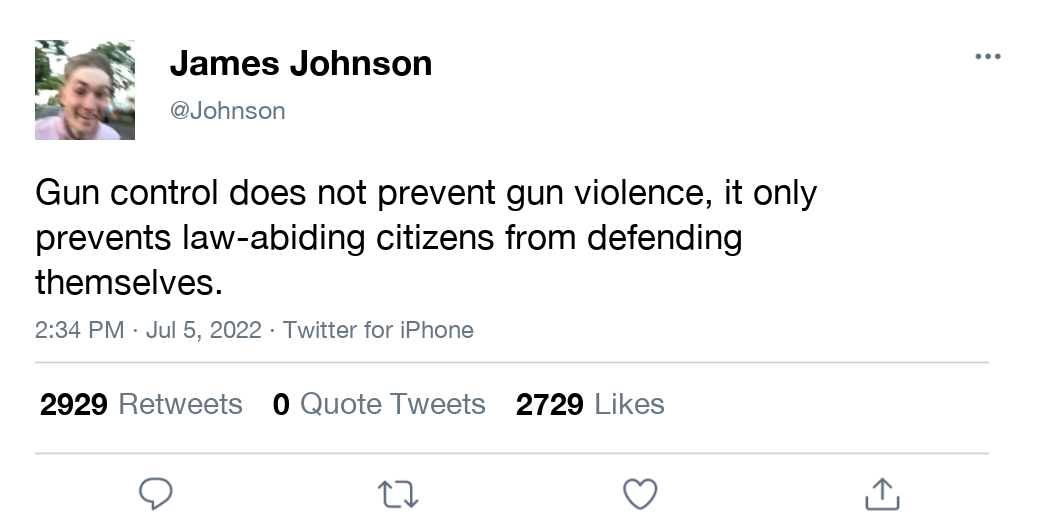 James Johnson
@Johnson
Gun control does not prevent gun violence, it only
prevents law-abiding citizens from defending
themselves.
2:34 PM · Jul 5, 2022 · Twitter for iPhone
2929 Retweets 0 Quote Tweets 2729 Likes